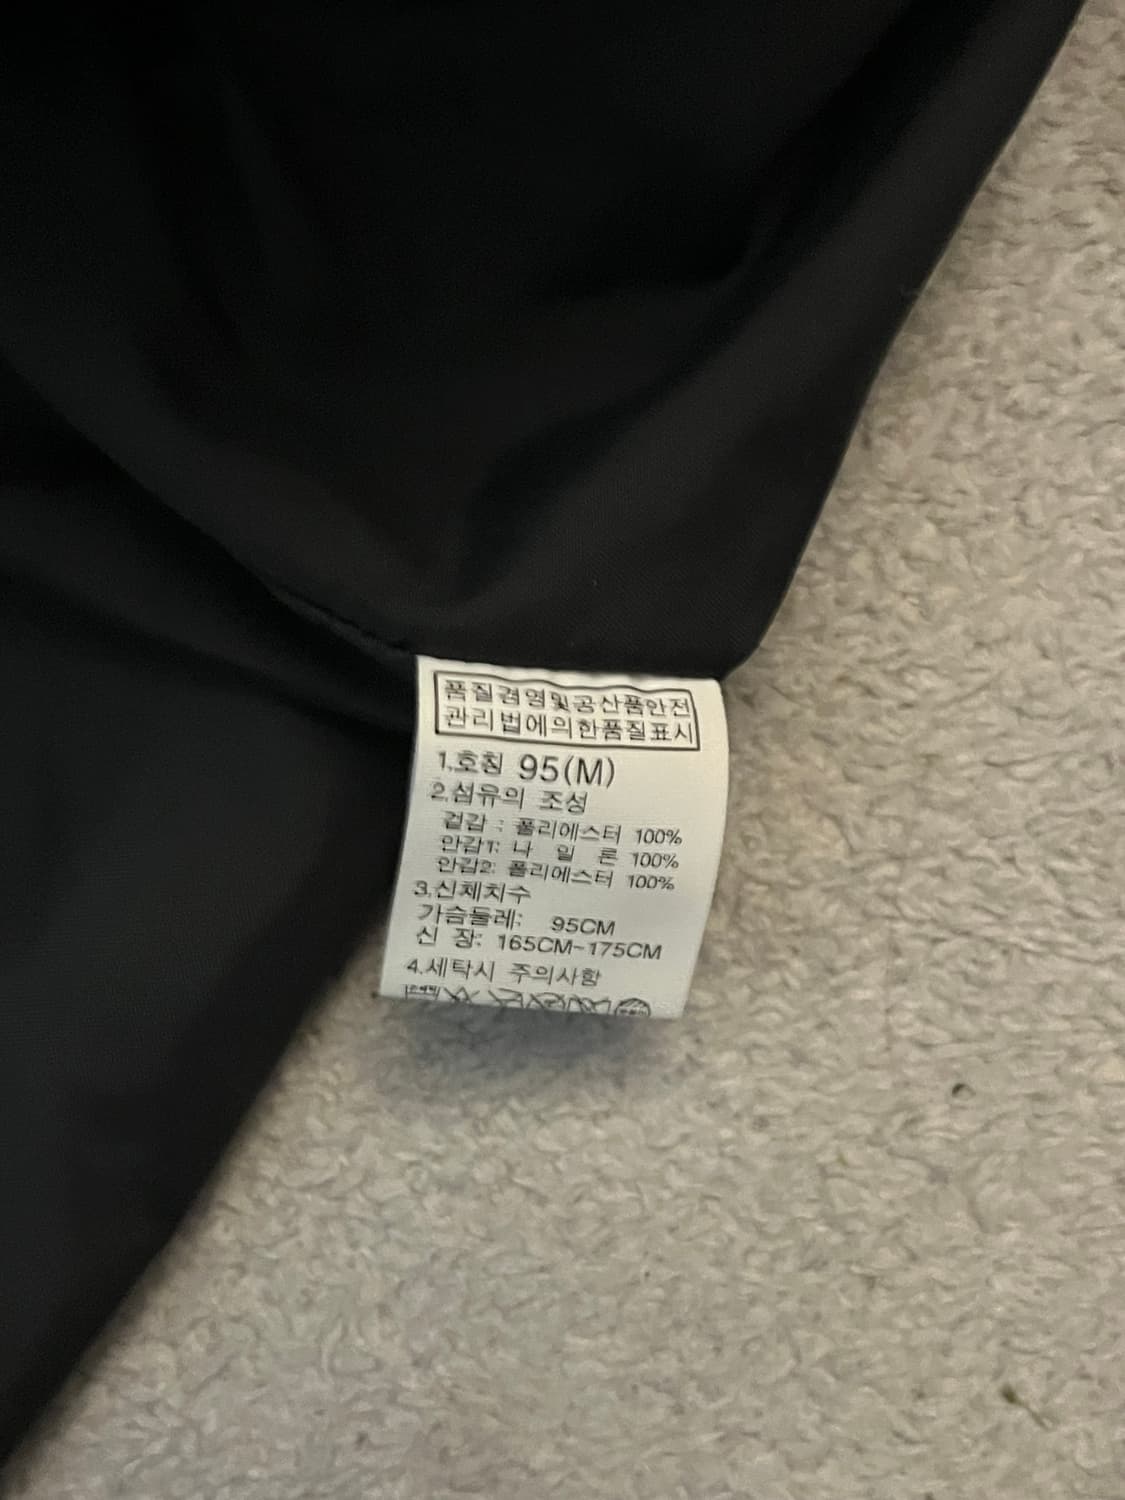 품질경영및공산품안전
관리법에의한품질표시
1.호칭 95(M)
2.섬유의 조성
겉감 : 폴리에스터 100%
안감1: 나 일 론 100%
안감2: 폴리에스터 100%
3.신체치수
가슴둘레: 95CM
신 장: 165CM~175CM
4.세탁시 주의사항